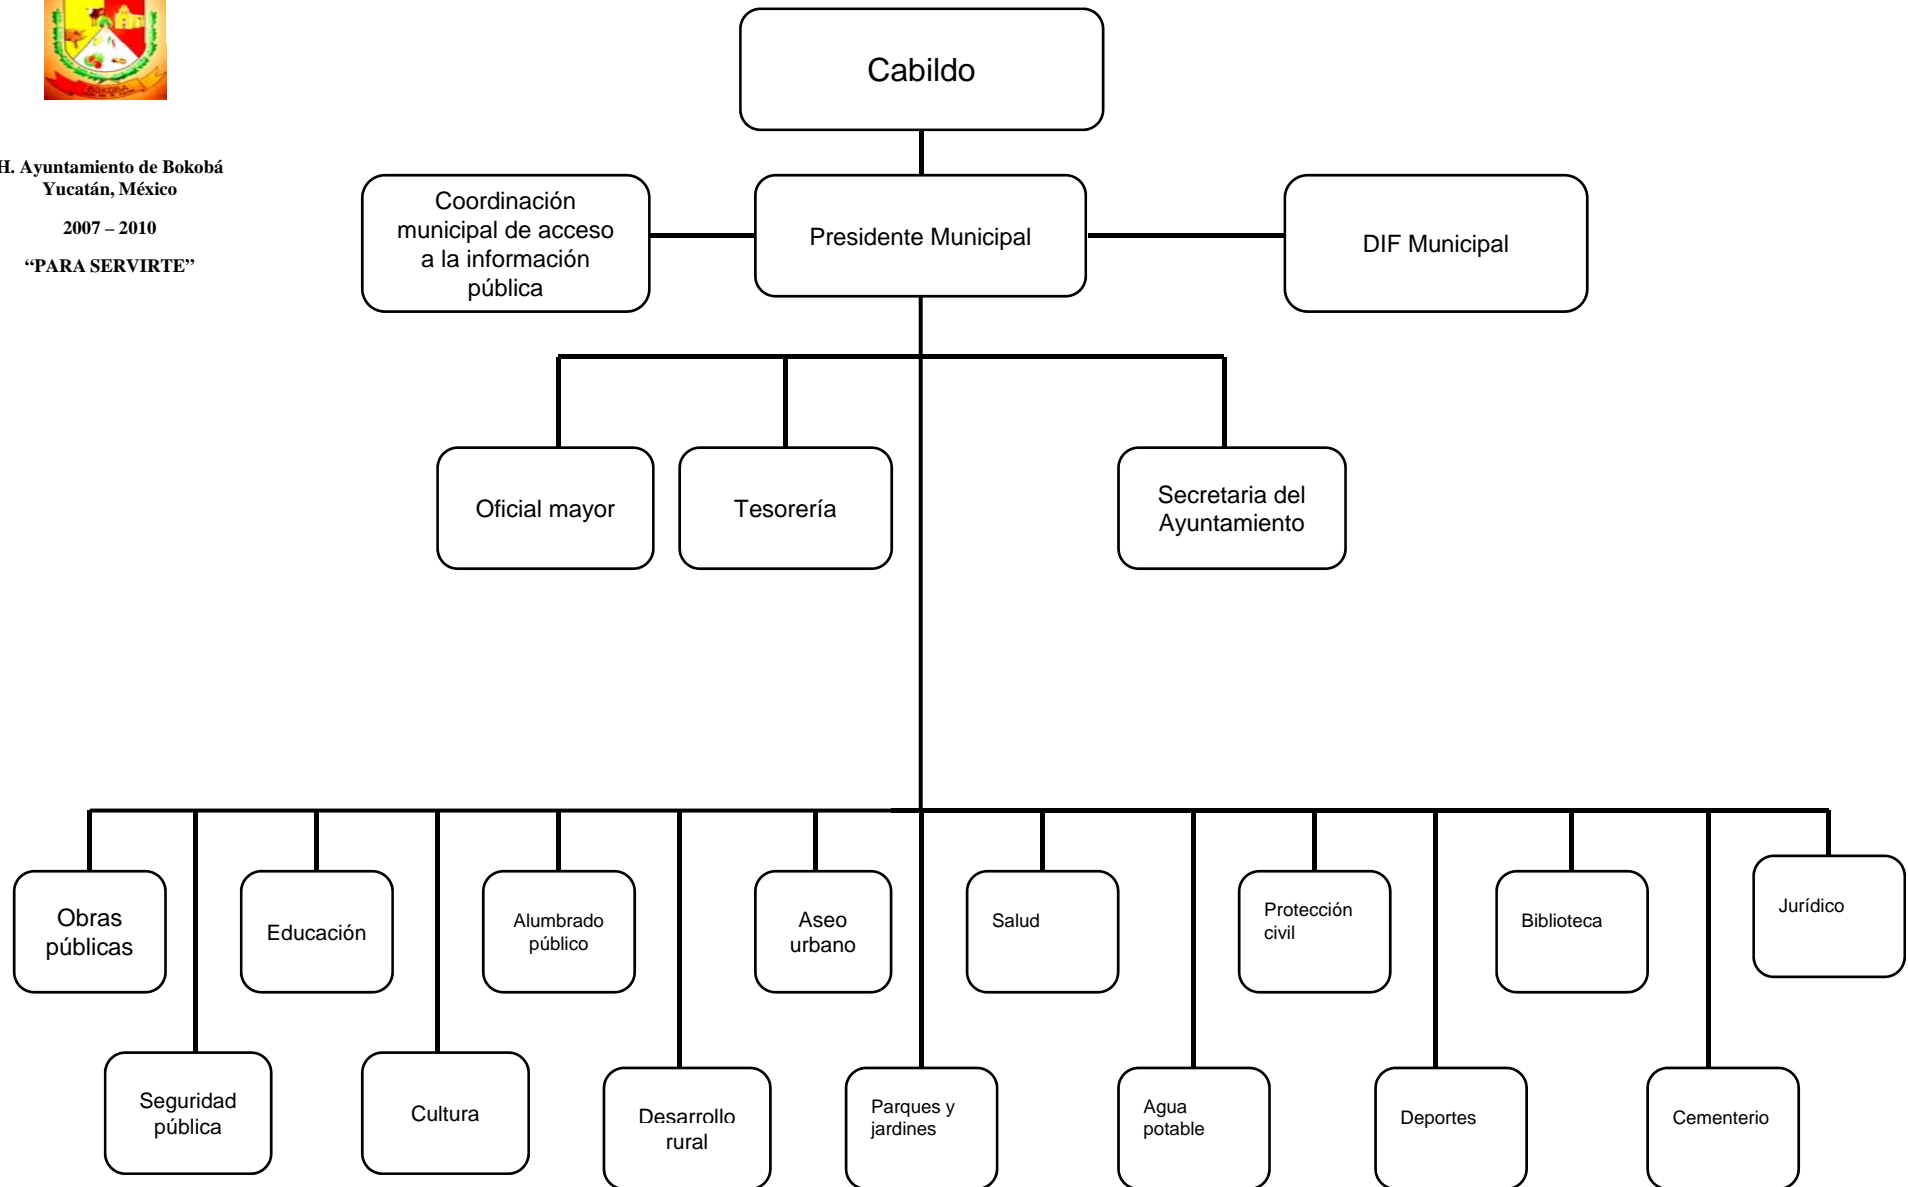 BOKOBA
H. Ayuntamiento de Bokobá
Yucatán, México
2007 – 2010
“PARA SERVIRTE”
Cabildo
Coordinación
municipal de acceso
a la información
pública
Presidente Municipal
DIF Municipal
Oficial mayor
Tesorería
Secretaria del
Ayuntamiento
Obras
públicas
Educación
Alumbrado
público
Aseo
urbano
Salud
Protección
civil
Biblioteca
Jurídico
Seguridad
pública
Cultura
Desarrollo
rural
Parques y
jardines
Agua
potable
Deportes
Cementerio